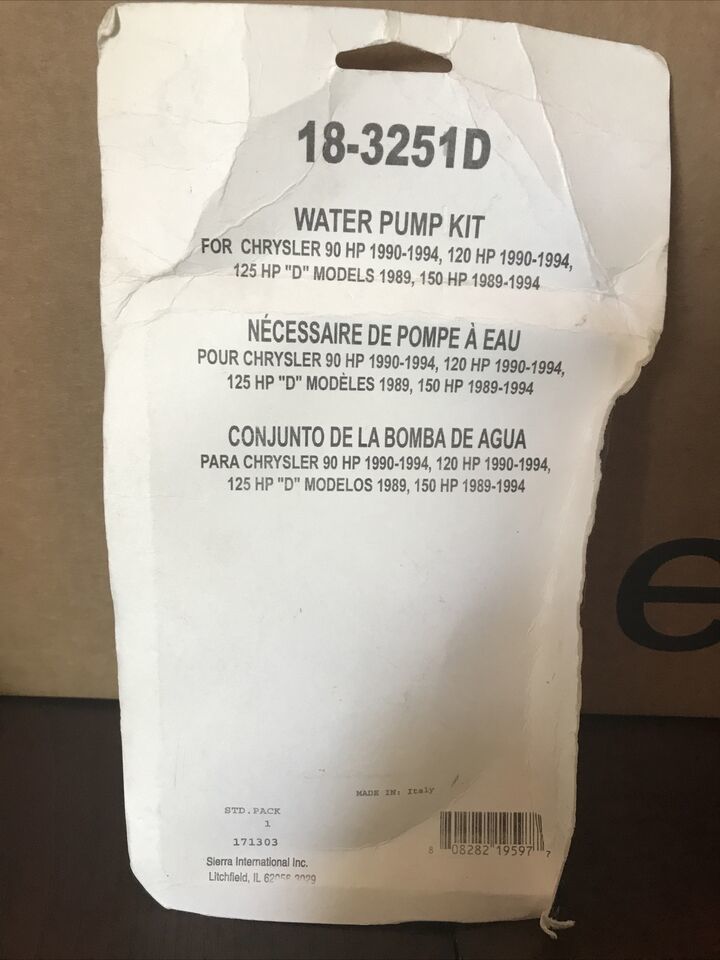 18-3251D
WATER PUMP KIT
FOR CHRYSLER 90 HP 1990-1994, 120 HP 1990-1994,
125 HP "D" MODELS 1989, 150 HP 1989-1994
NÉCESSAIRE DE POMPE À EAU
POUR CHRYSLER 90 HP 1990-1994, 120 HP 1990-1994,
125 HP "D" MODÈLES 1989, 150 HP 1989-1994
CONJUNTO DE LA BOMBA DE AGUA
PARA CHRYSLER 90 HP 1990-1994, 120 HP 1990-1994,
125 HP "D" MODELOS 1989, 150 HP 1989-1994
e
MADE IN: Italy
STD.PACK
1
171303
8 08282 19597 7
Sierra International Inc.
Litchfield, IL